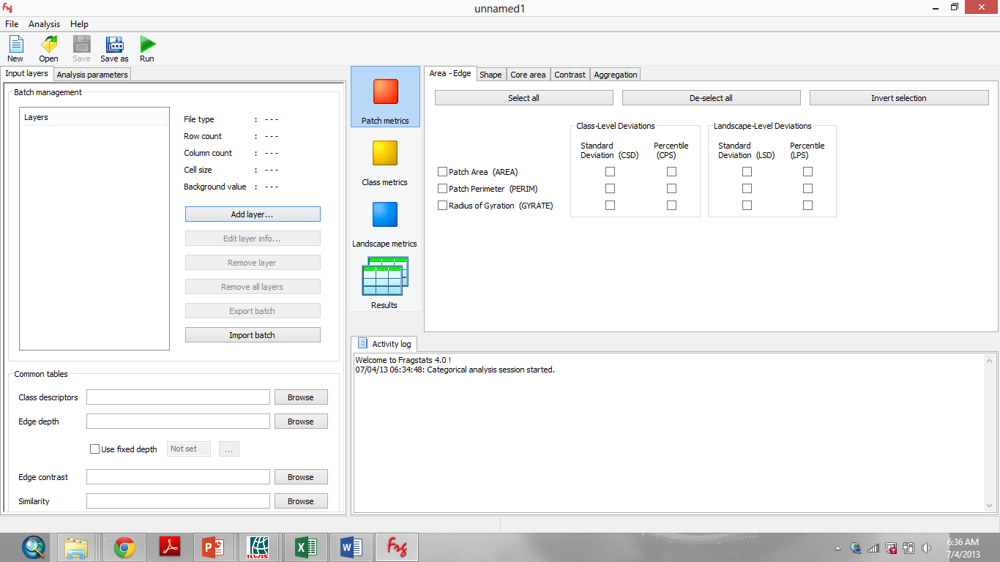 Frg
unnamed1
File Analysis Help
New Open Save Save as Run
Input layers Analysis parameters
Batch management
Layers
File type : ---
Row count : ---
Column count : ---
Cell size : ---
Background value : ---
Add layer...
Edit layer info...
Remove layer
Remove all layers
Export batch
Import batch
Common tables
Class descriptors Browse
Edge depth Browse
Use fixed depth Not set ...
Edge contrast Browse
Similarity Browse
Patch metrics
Class metrics
Landscape metrics
Results
Area - Edge Shape Core area Contrast Aggregation
Select all De-select all Invert selection
Class-Level Deviations Landscape-Level Deviations
Standard Percentile Standard Percentile
Deviation (CSD) (CPS) Deviation (LSD) (LPS)
Patch Area (AREA)
Patch Perimeter (PERIM)
Radius of Gyration (GYRATE)
Activity log
Welcome to Fragstats 4.0 !
07/04/13 06:34:48: Categorical analysis session started.
ILWIS
Frg
6:36 AM
7/4/2013